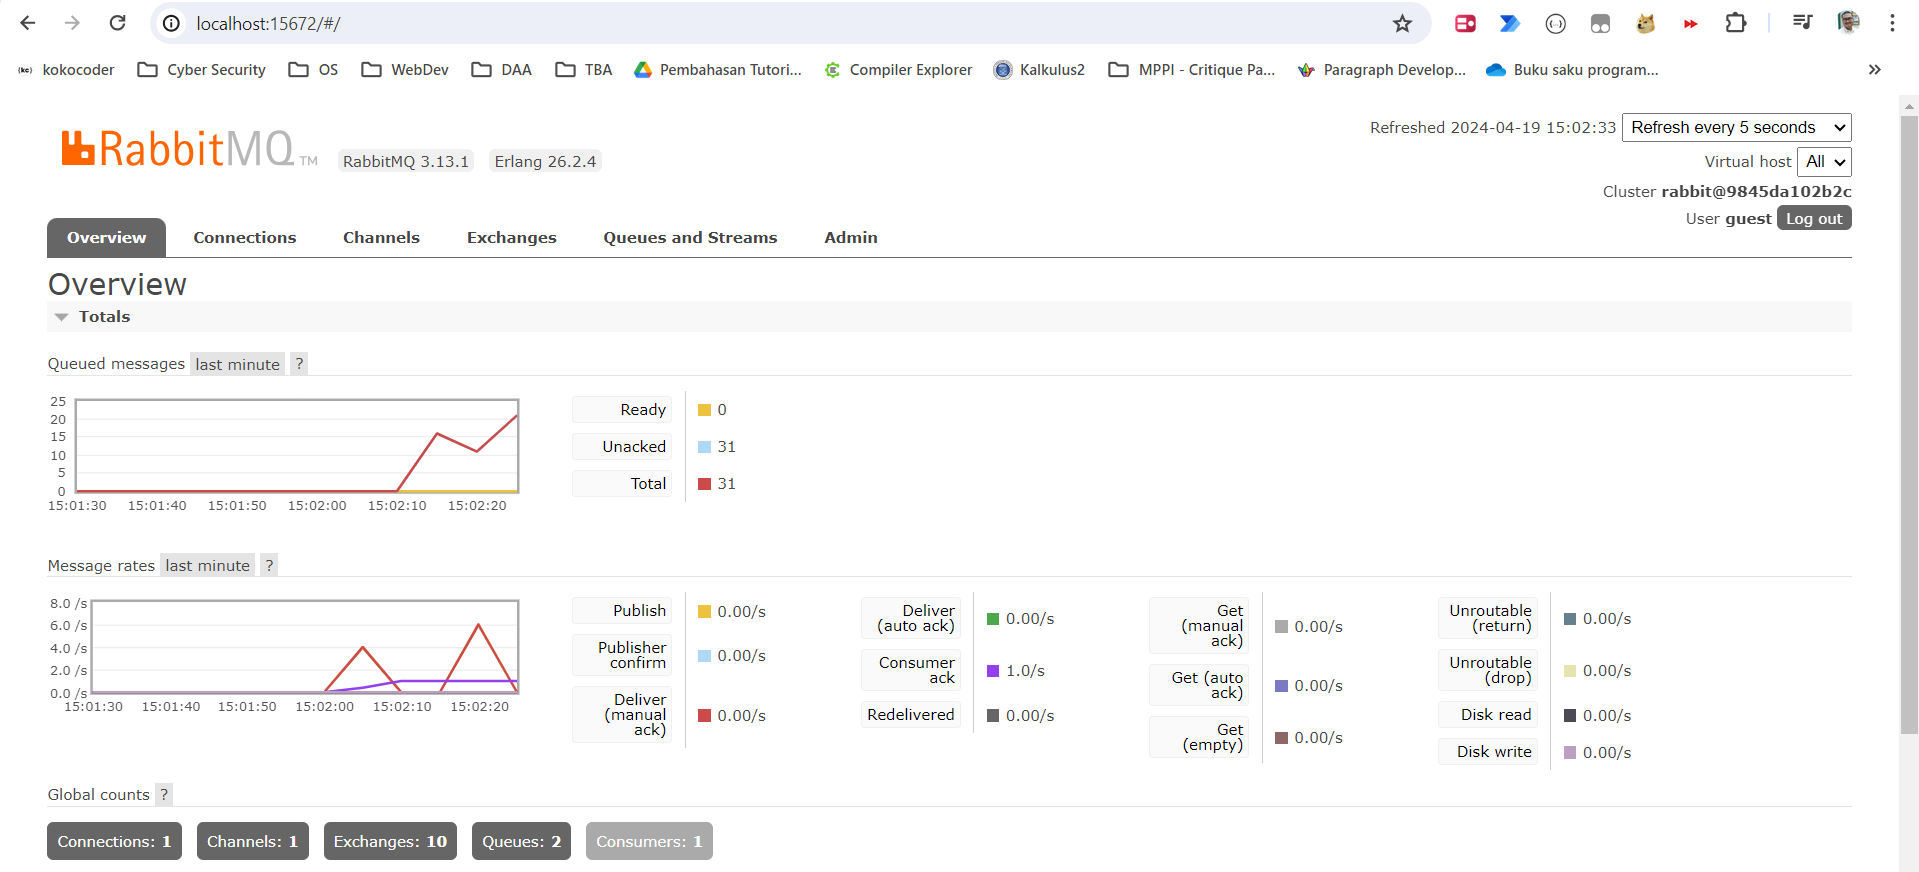 localhost:15672/#/
kokocoder Cyber Security OS WebDev DAA TBA Pembahasan Tutori... Compiler Explorer Kalkulus2 MPPI - Critique Pa... Paragraph Develop... Buku saku program... »
RabbitMQ TM RabbitMQ 3.13.1 Erlang 26.2.4
Refreshed 2024-04-19 15:02:33 Refresh every 5 seconds
Virtual host All
Cluster rabbit@9845da102b2c
User guest Log out
Overview Connections Channels Exchanges Queues and Streams Admin
Overview
Totals
Queued messages last minute ?
25
20
15
10
5
0
15:01:30 15:01:40 15:01:50 15:02:00 15:02:10 15:02:20
Ready 0
Unacked 31
Total 31
Message rates last minute ?
8.0 /s
6.0 /s
4.0 /s
2.0 /s
0.0 /s
15:01:30 15:01:40 15:01:50 15:02:00 15:02:10 15:02:20
Publish 0.00/s
Publisher
confirm 0.00/s
Deliver
(manual 0.00/s
ack)
Deliver
(auto ack) 0.00/s
Consumer
ack 1.0/s
Redelivered 0.00/s
Get
(manual 0.00/s
ack)
Get (auto
ack) 0.00/s
Get
(empty) 0.00/s
Unroutable
(return) 0.00/s
Unroutable
(drop) 0.00/s
Disk read 0.00/s
Disk write 0.00/s
Global counts ?
Connections: 1 Channels: 1 Exchanges: 10 Queues: 2 Consumers: 1